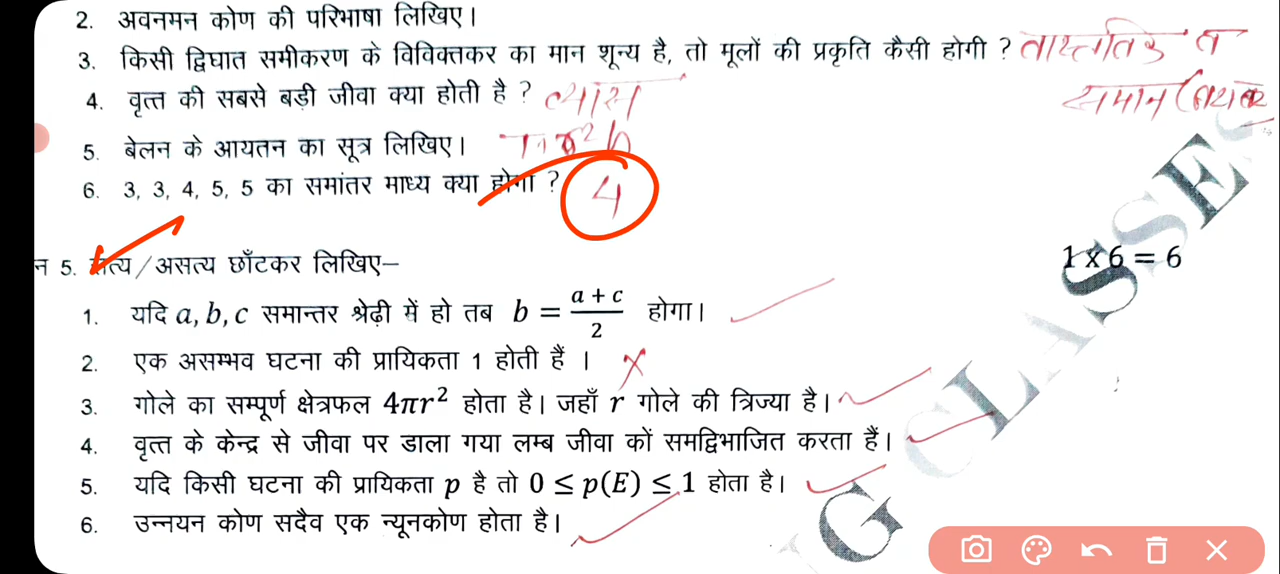 2. अवनमन कोण की परिभाषा लिखिए।
3. किसी द्विघात समीकरण के विविक्तकर का मान शून्य है, तो मूलों की प्रकृति कैसी होगी ? वास्तविक व
समान
4. वृत्त की सबसे बड़ी जीवा क्या होती है ? व्यास
5. बेलन के आयतन का सूत्र लिखिए।
6. 3, 3, 4, 5, 5 का समांतर माध्य क्या होगा ? 4
न 5. सत्य/असत्य छाँटकर लिखिए– 1 x 6 = 6
1. यदि a, b, c समान्तर श्रेढ़ी में हो तब b = (a + c)/2 होगा।
2. एक असम्भव घटना की प्रायिकता 1 होती हैं ।
3. गोले का सम्पूर्ण क्षेत्रफल 4πr² होता है। जहाँ r गोले की त्रिज्या है।
4. वृत्त के केन्द्र से जीवा पर डाला गया लम्ब जीवा कों समद्विभाजित करता हैं।
5. यदि किसी घटना की प्रायिकता p है तो 0 ≤ p(E) ≤ 1 होता है।
6. उन्नयन कोण सदैव एक न्यूनकोण होता है।
G CLASSES